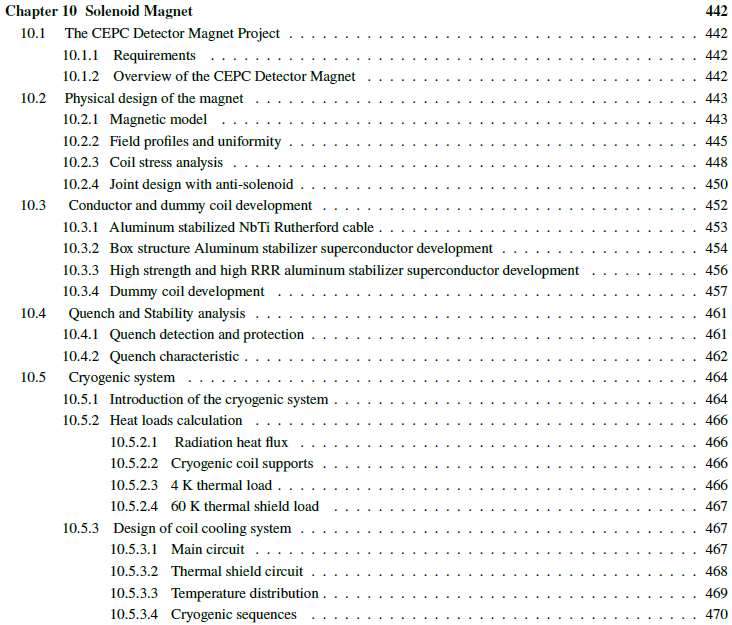 Chapter 10 Solenoid Magnet 442
10.1 The CEPC Detector Magnet Project . . . . . . . . . . . . . . . . . . . . . . . . . . . . . . 442
10.1.1 Requirements . . . . . . . . . . . . . . . . . . . . . . . . . . . . . . 442
10.1.2 Overview of the CEPC Detector Magnet . . . . . . . . . . . . . . . . . . . . 442
10.2 Physical design of the magnet . . . . . . . . . . . . . . . . . . . . . . . . . . . . . . 443
10.2.1 Magnetic model . . . . . . . . . . . . . . . . . . . . . . . . . . . . . . 443
10.2.2 Field profiles and uniformity . . . . . . . . . . . . . . . . . . . . . . . . . 445
10.2.3 Coil stress analysis . . . . . . . . . . . . . . . . . . . . . . . . . . . . . . 448
10.2.4 Joint design with anti-solenoid . . . . . . . . . . . . . . . . . . . . . . . . . 450
10.3 Conductor and dummy coil development . . . . . . . . . . . . . . . . . . . . . . . . . 452
10.3.1 Aluminum stabilized NbTi Rutherford cable . . . . . . . . . . . . . . . . . . . . 453
10.3.2 Box structure Aluminum stabilizer superconductor development . . . . . . . . . . . . 454
10.3.3 High strength and high RRR aluminum stabilizer superconductor development . . . . . . . 456
10.3.4 Dummy coil development . . . . . . . . . . . . . . . . . . . . . . . . . 457
10.4 Quench and Stability analysis . . . . . . . . . . . . . . . . . . . . . . . . . . . . . . 461
10.4.1 Quench detection and protection . . . . . . . . . . . . . . . . . . . . . . . . . 461
10.4.2 Quench characteristic . . . . . . . . . . . . . . . . . . . . . . . . . . . . . . 462
10.5 Cryogenic system . . . . . . . . . . . . . . . . . . . . . . . . . . . . . . 464
10.5.1 Introduction of the cryogenic system . . . . . . . . . . . . . . . . . . . . . . . . 464
10.5.2 Heat loads calculation . . . . . . . . . . . . . . . . . . . . . . . . . . . . . . 466
10.5.2.1 Radiation heat flux . . . . . . . . . . . . . . . . . . . . . . . . . 466
10.5.2.2 Cryogenic coil supports . . . . . . . . . . . . . . . . . . . . . . . . . 466
10.5.2.3 4 K thermal load . . . . . . . . . . . . . . . . . . . . . . . . . . . 466
10.5.2.4 60 K thermal shield load . . . . . . . . . . . . . . . . . . . . . . . . 467
10.5.3 Design of coil cooling system . . . . . . . . . . . . . . . . . . . . . . . . . 467
10.5.3.1 Main circuit . . . . . . . . . . . . . . . . . . . . . . . . . . . . . 467
10.5.3.2 Thermal shield circuit . . . . . . . . . . . . . . . . . . . . . . . . . 468
10.5.3.3 Temperature distribution . . . . . . . . . . . . . . . . . . . . . . . . . 469
10.5.3.4 Cryogenic sequences . . . . . . . . . . . . . . . . . . . . . . . . . 470